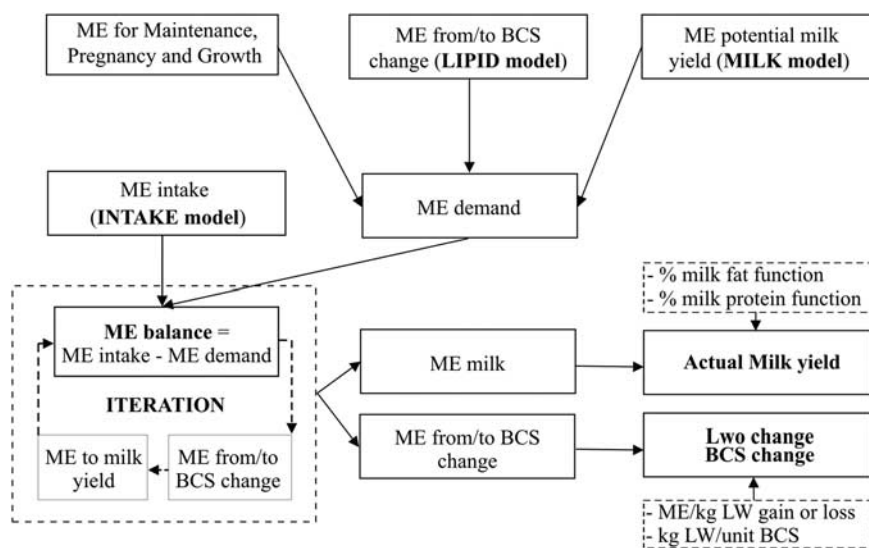 ME for Maintenance,
Pregnancy and Growth
ME from/to BCS
change (LIPID model)
ME potential milk
yield (MILK model)
ME intake
(INTAKE model)
ME demand
- % milk fat function
- % milk protein function
ME balance =
ME intake - ME demand
ME milk
Actual Milk yield
ITERATION
ME to milk
yield
ME from/to
BCS change
ME from/to BCS
change
Lwo change
BCS change
- ME/kg LW gain or loss
- kg LW/unit BCS